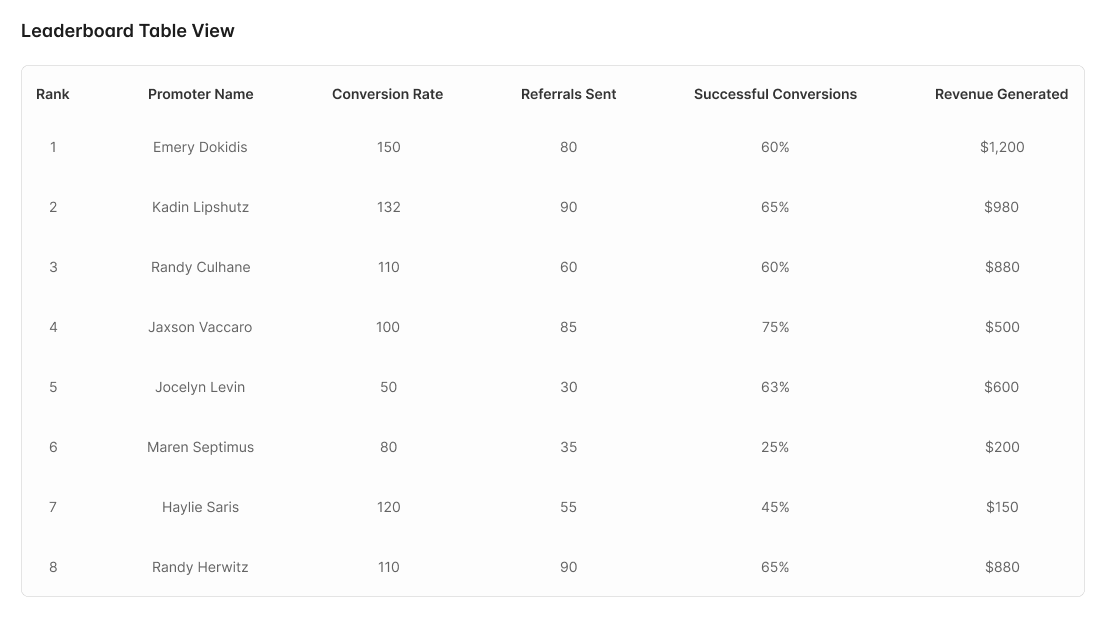 Leaderboard Table View
Rank Promoter Name Conversion Rate Referrals Sent Successful Conversions Revenue Generated
1 Emery Dokidis 150 80 60% $1,200
2 Kadin Lipshutz 132 90 65% $980
3 Randy Culhane 110 60 60% $880
4 Jaxson Vaccaro 100 85 75% $500
5 Jocelyn Levin 50 30 63% $600
6 Maren Septimus 80 35 25% $200
7 Haylie Saris 120 55 45% $150
8 Randy Herwitz 110 90 65% $880